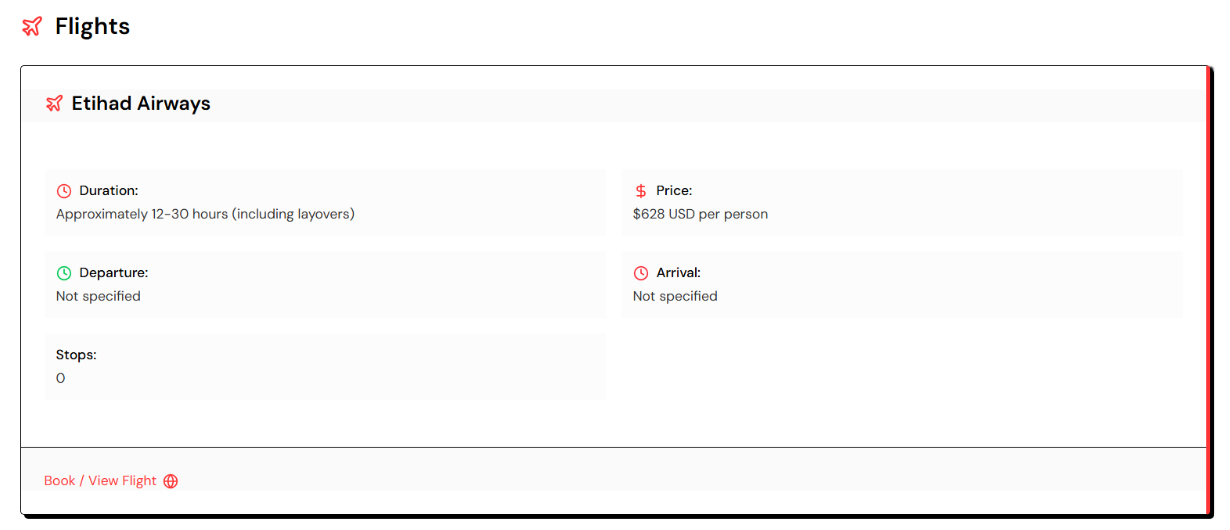 Flights
Etihad Airways
Duration:
Approximately 12-30 hours (including layovers)
Price:
$628 USD per person
Departure:
Not specified
Arrival:
Not specified
Stops:
0
Book / View Flight